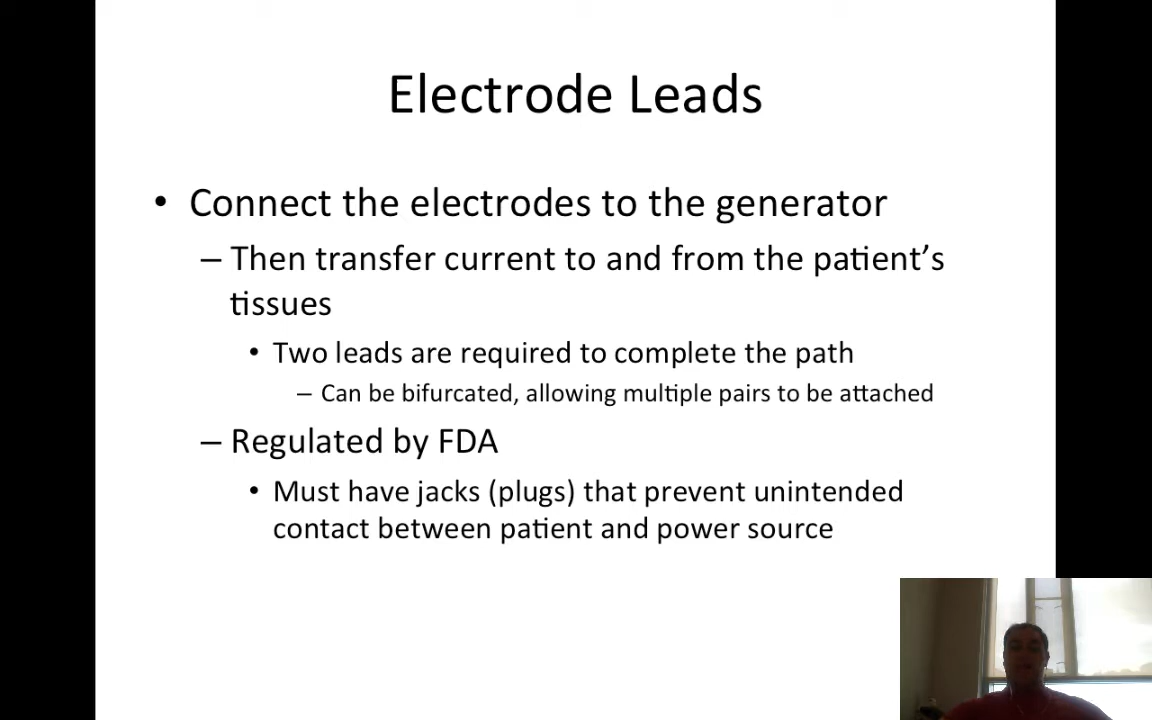 Electrode Leads
• Connect the electrodes to the generator
– Then transfer current to and from the patient’s
tissues
• Two leads are required to complete the path
– Can be bifurcated, allowing multiple pairs to be attached
– Regulated by FDA
• Must have jacks (plugs) that prevent unintended
contact between patient and power source